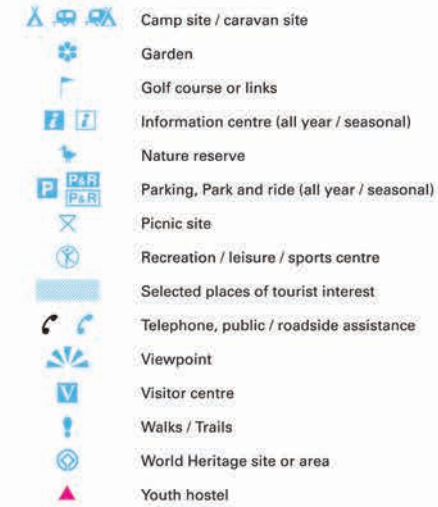 Camp site / caravan site
Garden
Golf course or links
i i Information centre (all year / seasonal)
Nature reserve
P P&R P&R Parking, Park and ride (all year / seasonal)
Picnic site
Recreation / leisure / sports centre
Selected places of tourist interest
Telephone, public / roadside assistance
Viewpoint
V Visitor centre
Walks / Trails
World Heritage site or area
Youth hostel